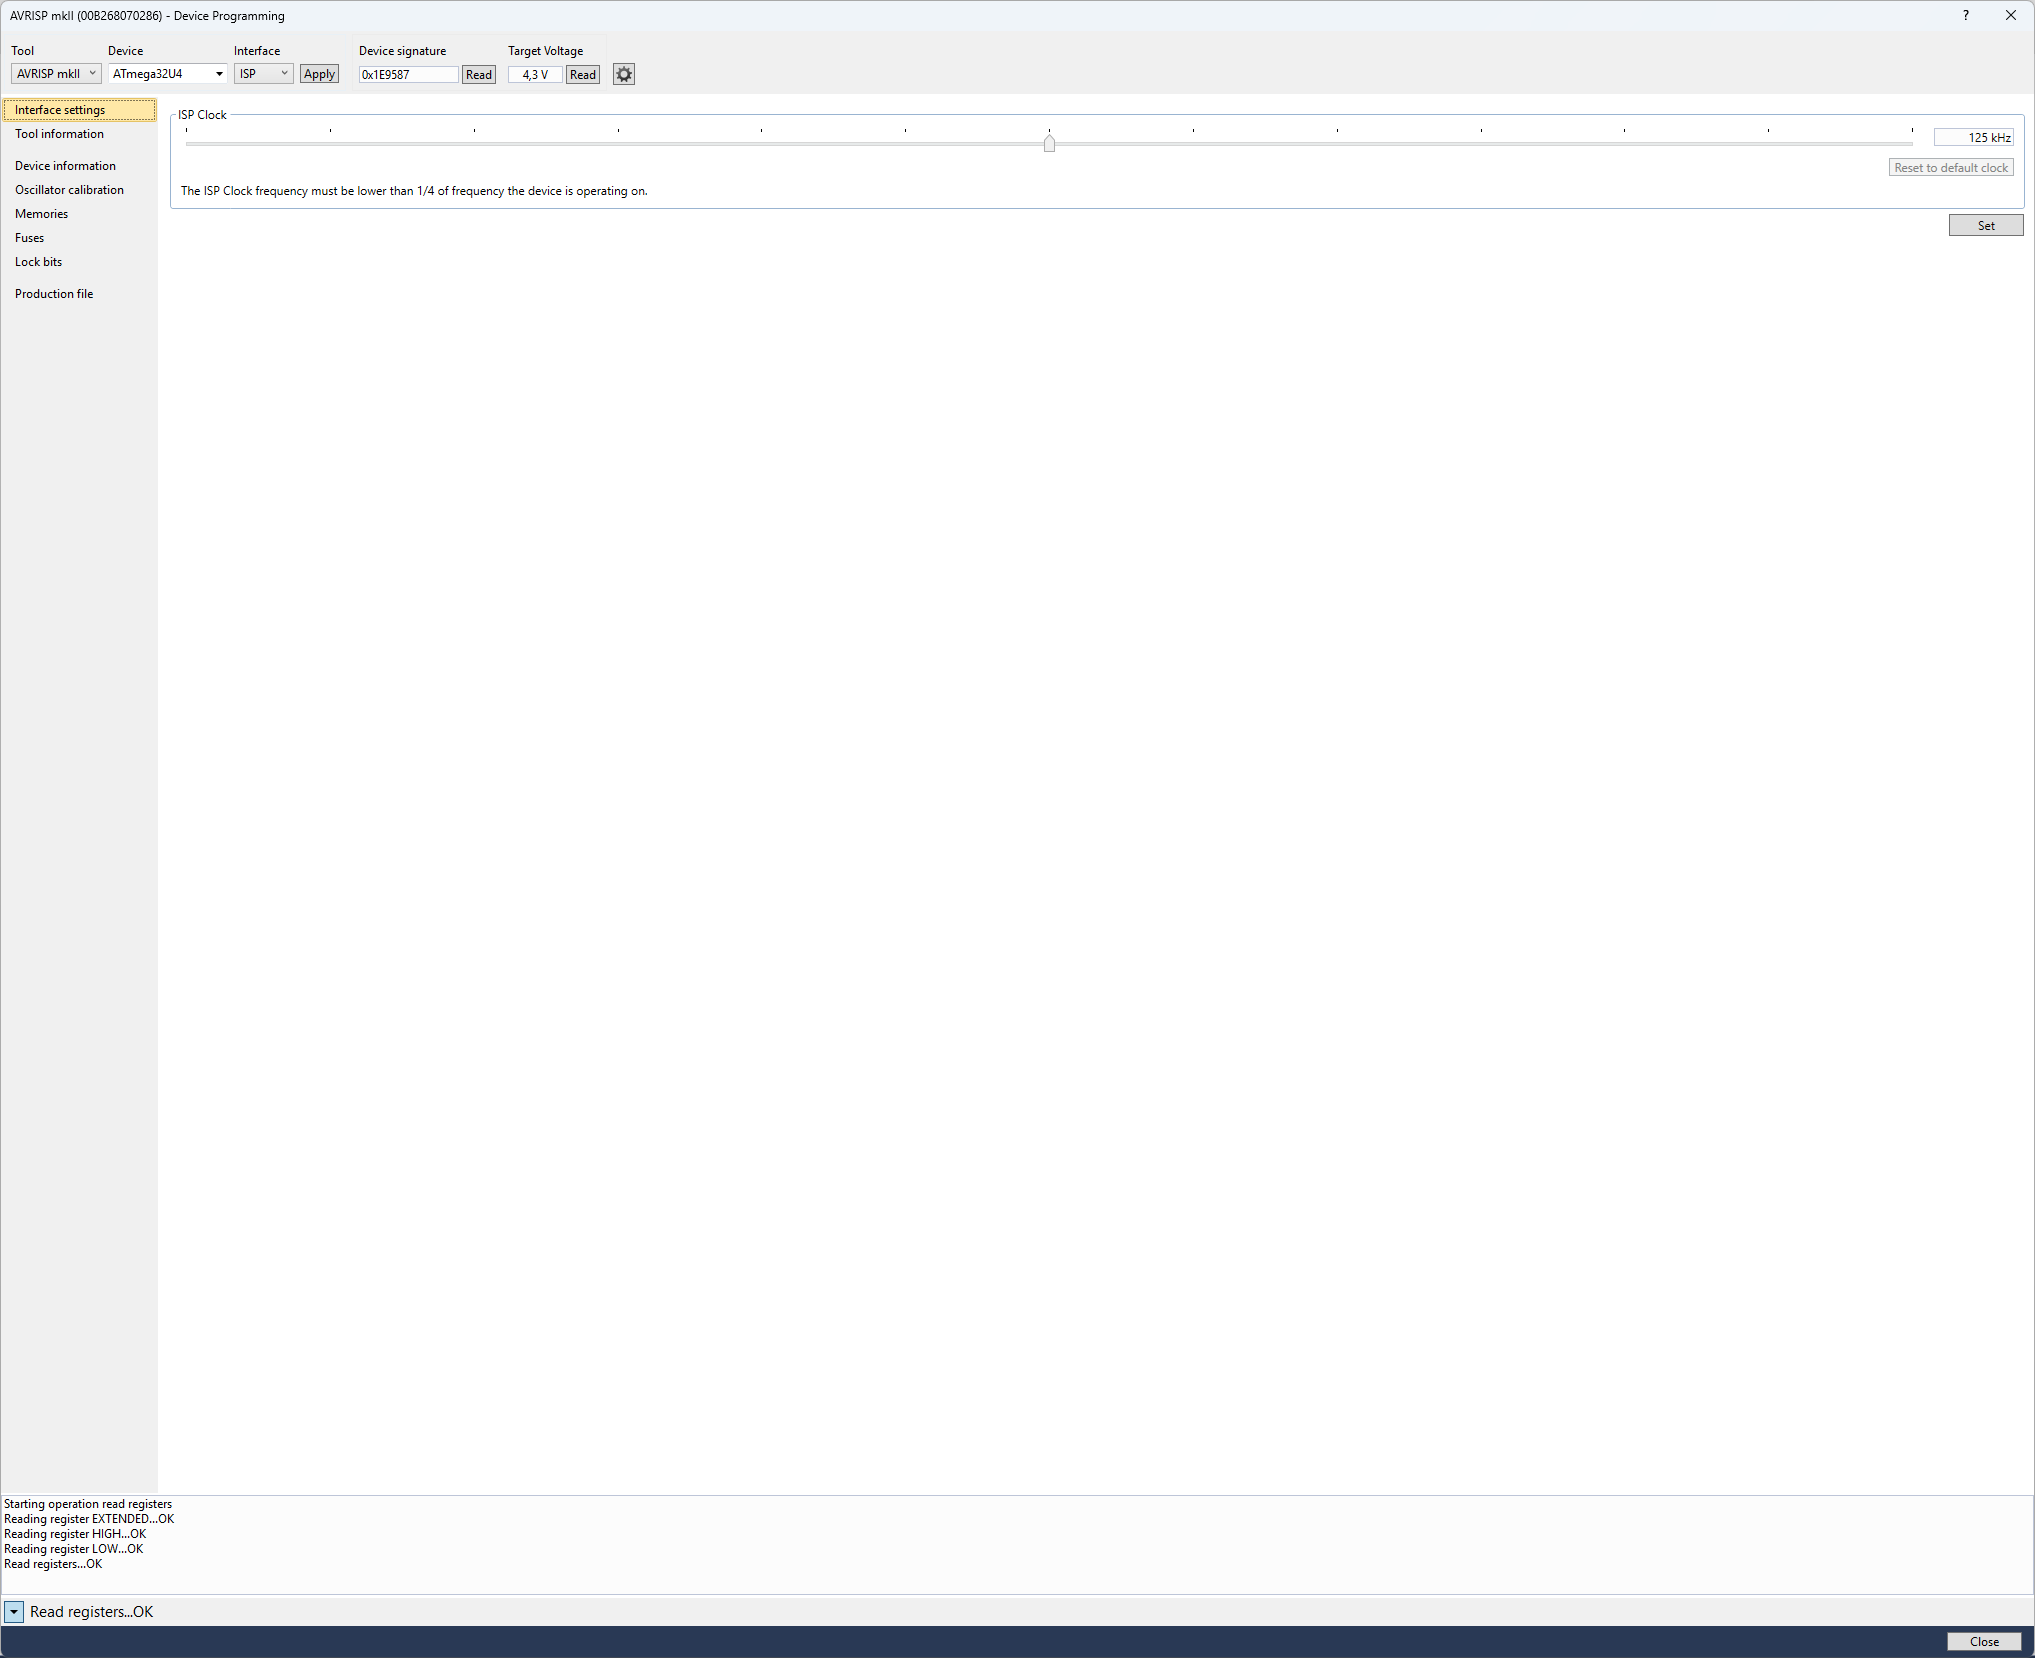 AVRISP mkII (00B268070286) - Device Programming
?
Tool Device Interface Device signature Target Voltage
AVRISP mkII ATmega32U4 ISP Apply 0x1E9587 Read 4,3 V Read
Interface settings
Tool information
Device information
Oscillator calibration
Memories
Fuses
Lock bits
Production file
ISP Clock
125 kHz
Reset to default clock
The ISP Clock frequency must be lower than 1/4 of frequency the device is operating on.
Set
Starting operation read registers
Reading register EXTENDED...OK
Reading register HIGH...OK
Reading register LOW...OK
Read registers...OK
Read registers...OK
Close